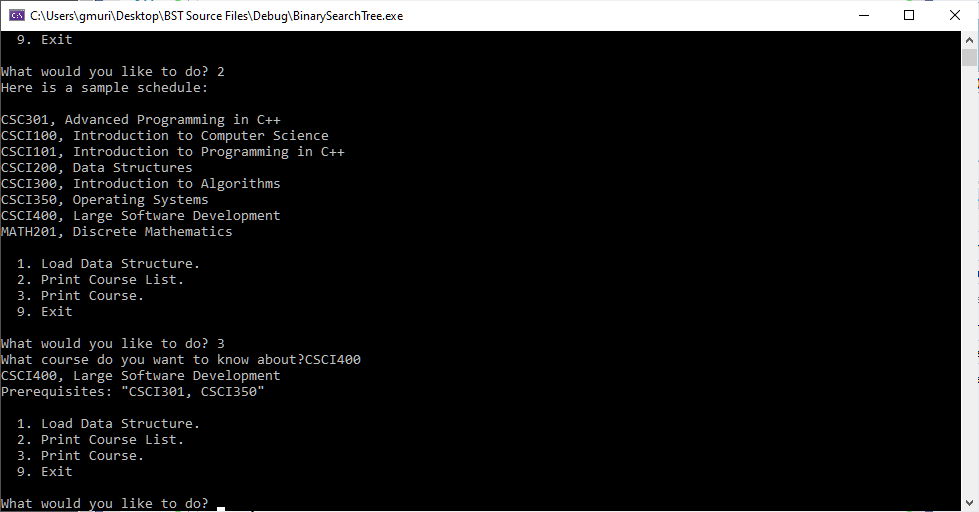 C:\Users\gmuri\Desktop\BST Source Files\Debug\BinarySearchTree.exe
9. Exit
What would you like to do? 2
Here is a sample schedule:
CSC301, Advanced Programming in C++
CSCI100, Introduction to Computer Science
CSCI101, Introduction to Programming in C++
CSCI200, Data Structures
CSCI300, Introduction to Algorithms
CSCI350, Operating Systems
CSCI400, Large Software Development
MATH201, Discrete Mathematics
1. Load Data Structure.
2. Print Course List.
3. Print Course.
9. Exit
What would you like to do? 3
What course do you want to know about?CSCI400
CSCI400, Large Software Development
Prerequisites: "CSCI301, CSCI350"
1. Load Data Structure.
2. Print Course List.
3. Print Course.
9. Exit
What would you like to do?